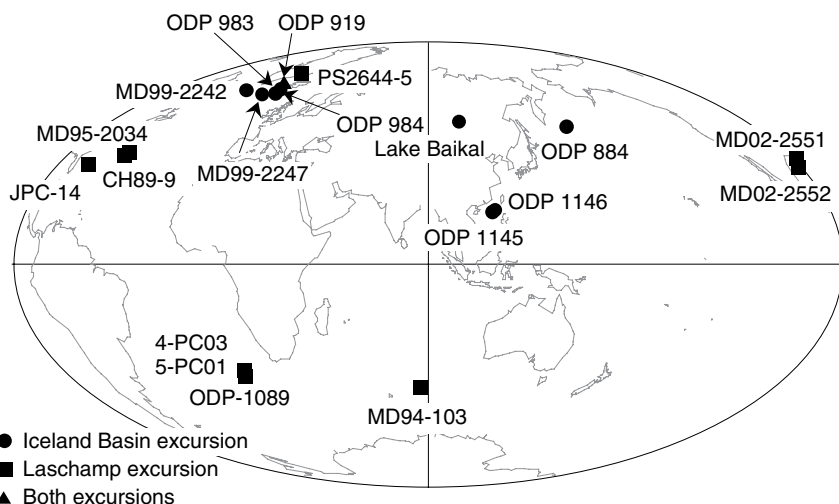 ODP 983
ODP 919
PS2644-5
MD99-2242
ODP 984
MD95-2034
Lake Baikal
ODP 884
MD02-2551
MD99-2247
JPC-14
CH89-9
MD02-2552
ODP 1146
ODP 1145
4-PC03
5-PC01
ODP-1089
MD94-103
Iceland Basin excursion
Laschamp excursion
Both excursions